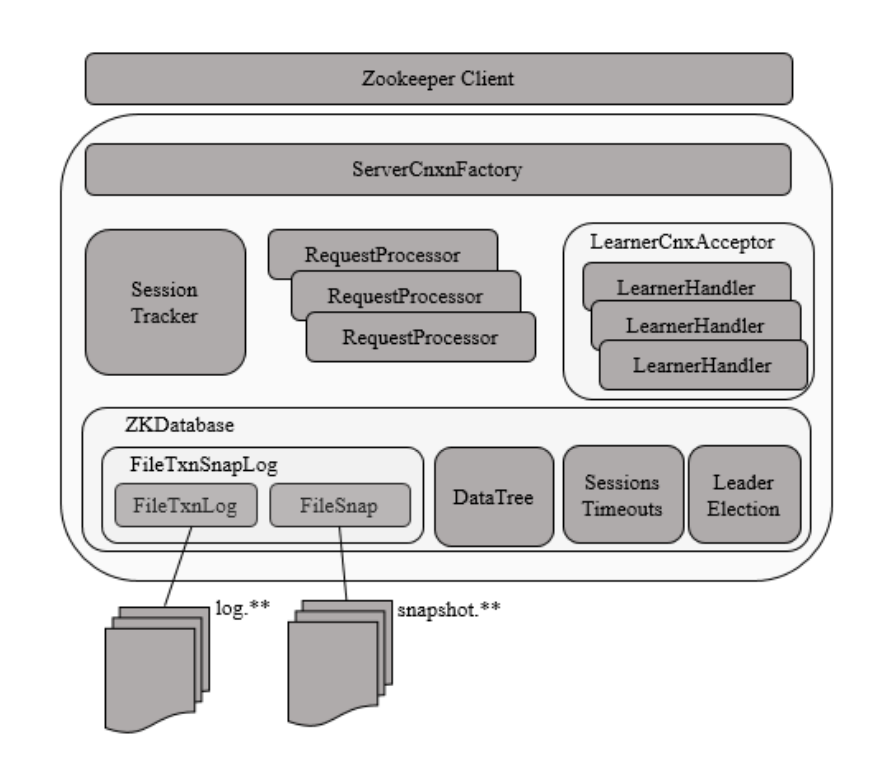 Zookeeper Client
ServerCnxnFactory
Session
Tracker
RequestProcessor
RequestProcessor
RequestProcessor
LearnerCnxAcceptor
LearnerHandler
LearnerHandler
LearnerHandler
ZKDatabase
FileTxnSnapLog
FileTxnLog
FileSnap
DataTree
Sessions
Timeouts
Leader
Election
log.**
snapshot.**